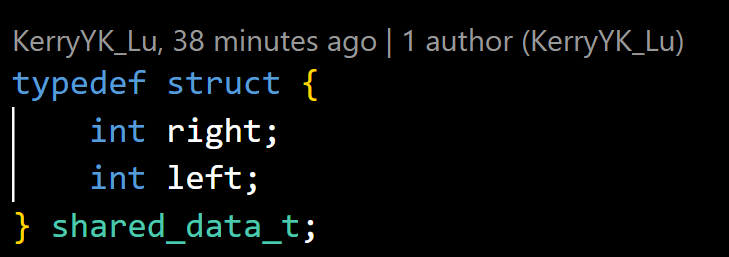 KerryYK_Lu, 38 minutes ago | 1 author (KerryYK_Lu)
typedef struct {
    int right;
    int left;
} shared_data_t;